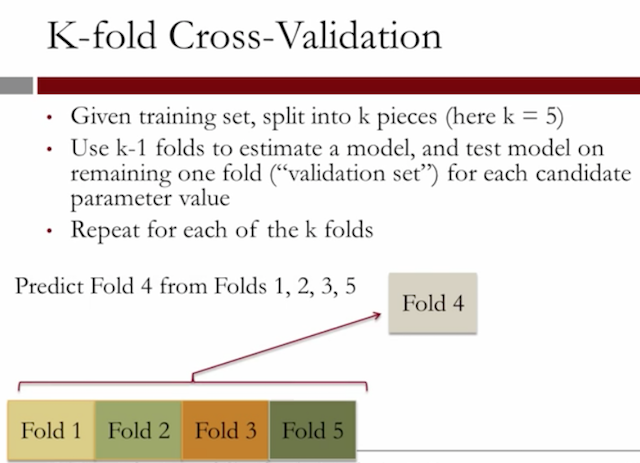 K-fold Cross-Validation
• Given training set, split into k pieces (here k = 5)
• Use k-1 folds to estimate a model, and test model on
remaining one fold (“validation set”) for each candidate
parameter value
• Repeat for each of the k folds
Predict Fold 4 from Folds 1, 2, 3, 5
Fold 4
Fold 1 Fold 2 Fold 3 Fold 5